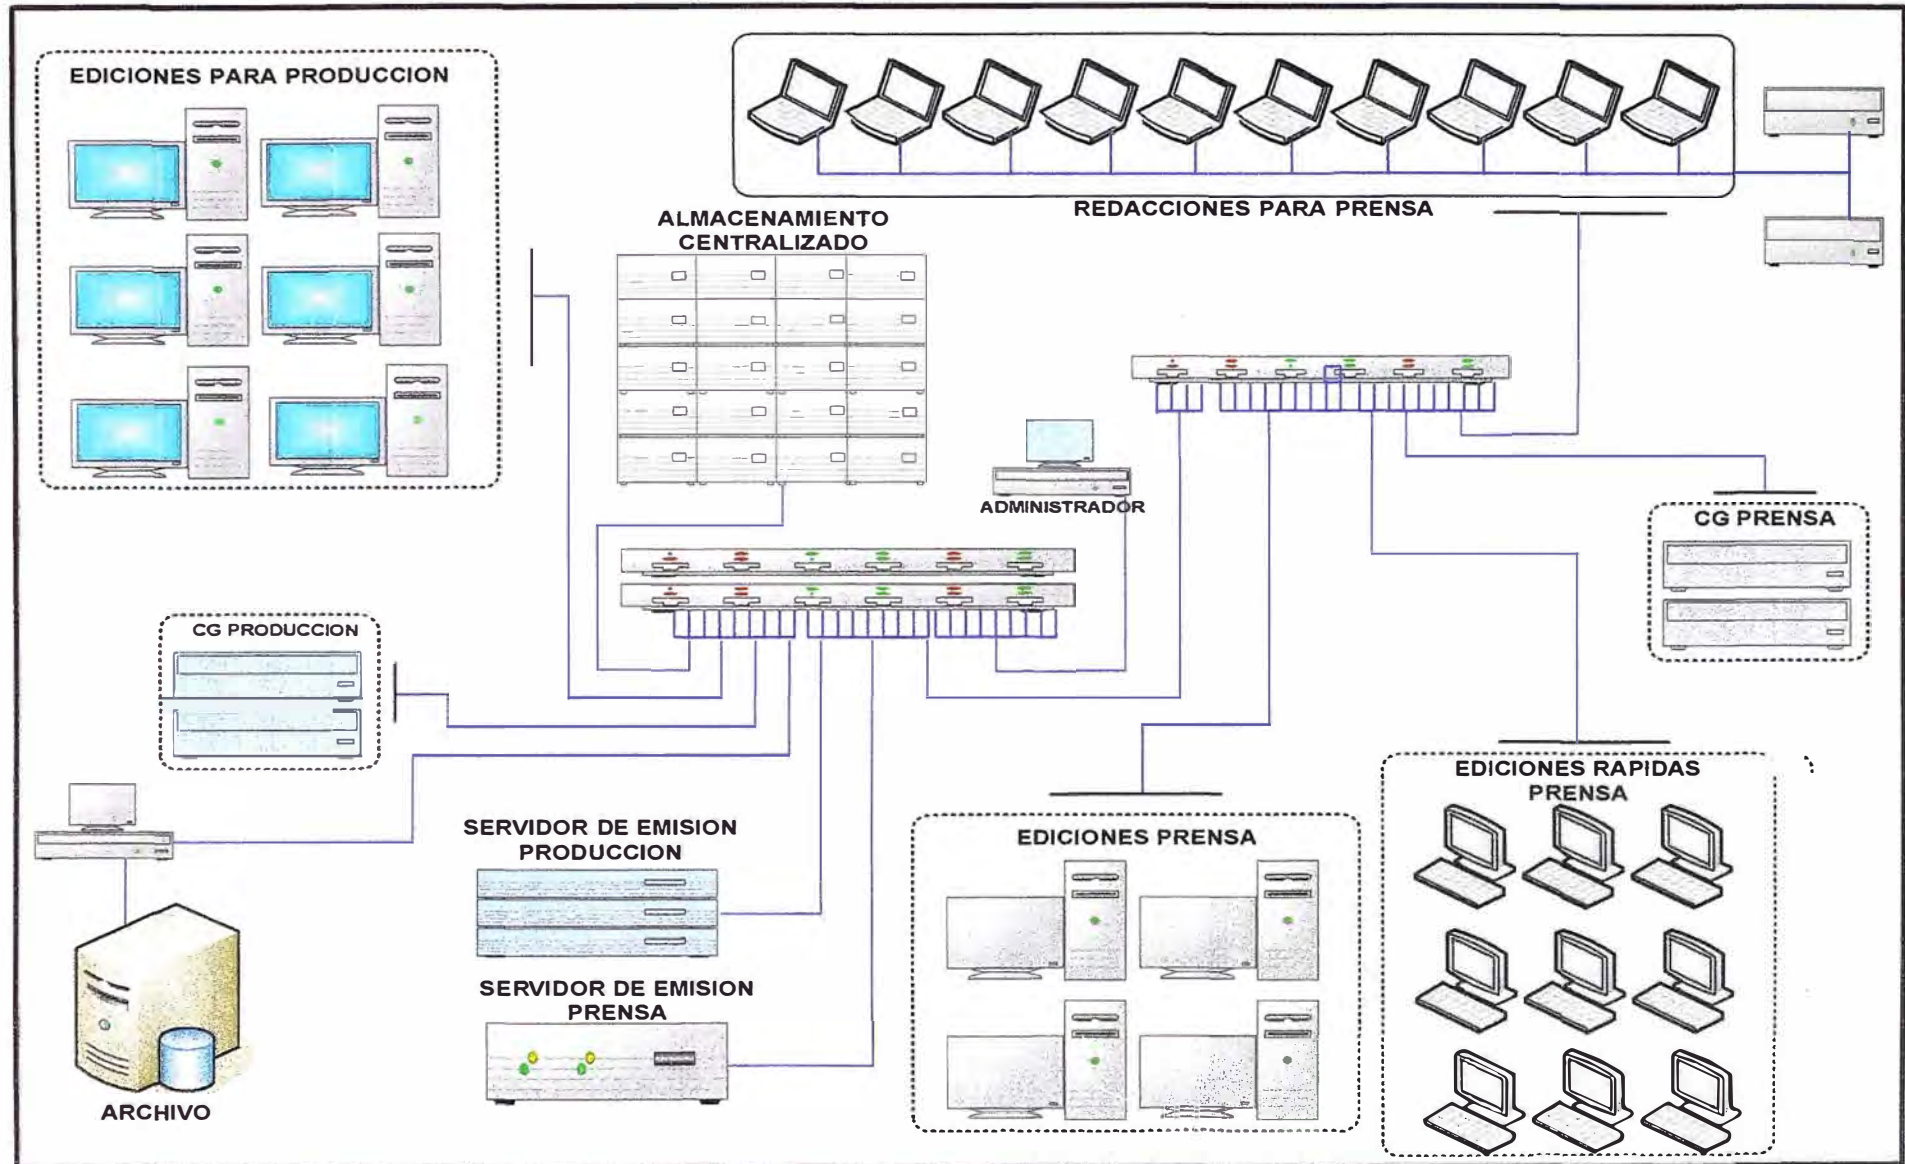 EDICIONES PARA PRODUCCION
REDACCIONES PARA PRENSA
ALMACENAMIENTO
CENTRALIZADO
ADMINISTRADOR
CG PRENSA
CG PRODUCCION
EDICIONES RAPIDAS
PRENSA
SERVIDOR DE EMISION
PRODUCCION
EDICIONES PRENSA
SERVIDOR DE EMISION
PRENSA
ARCHIVO